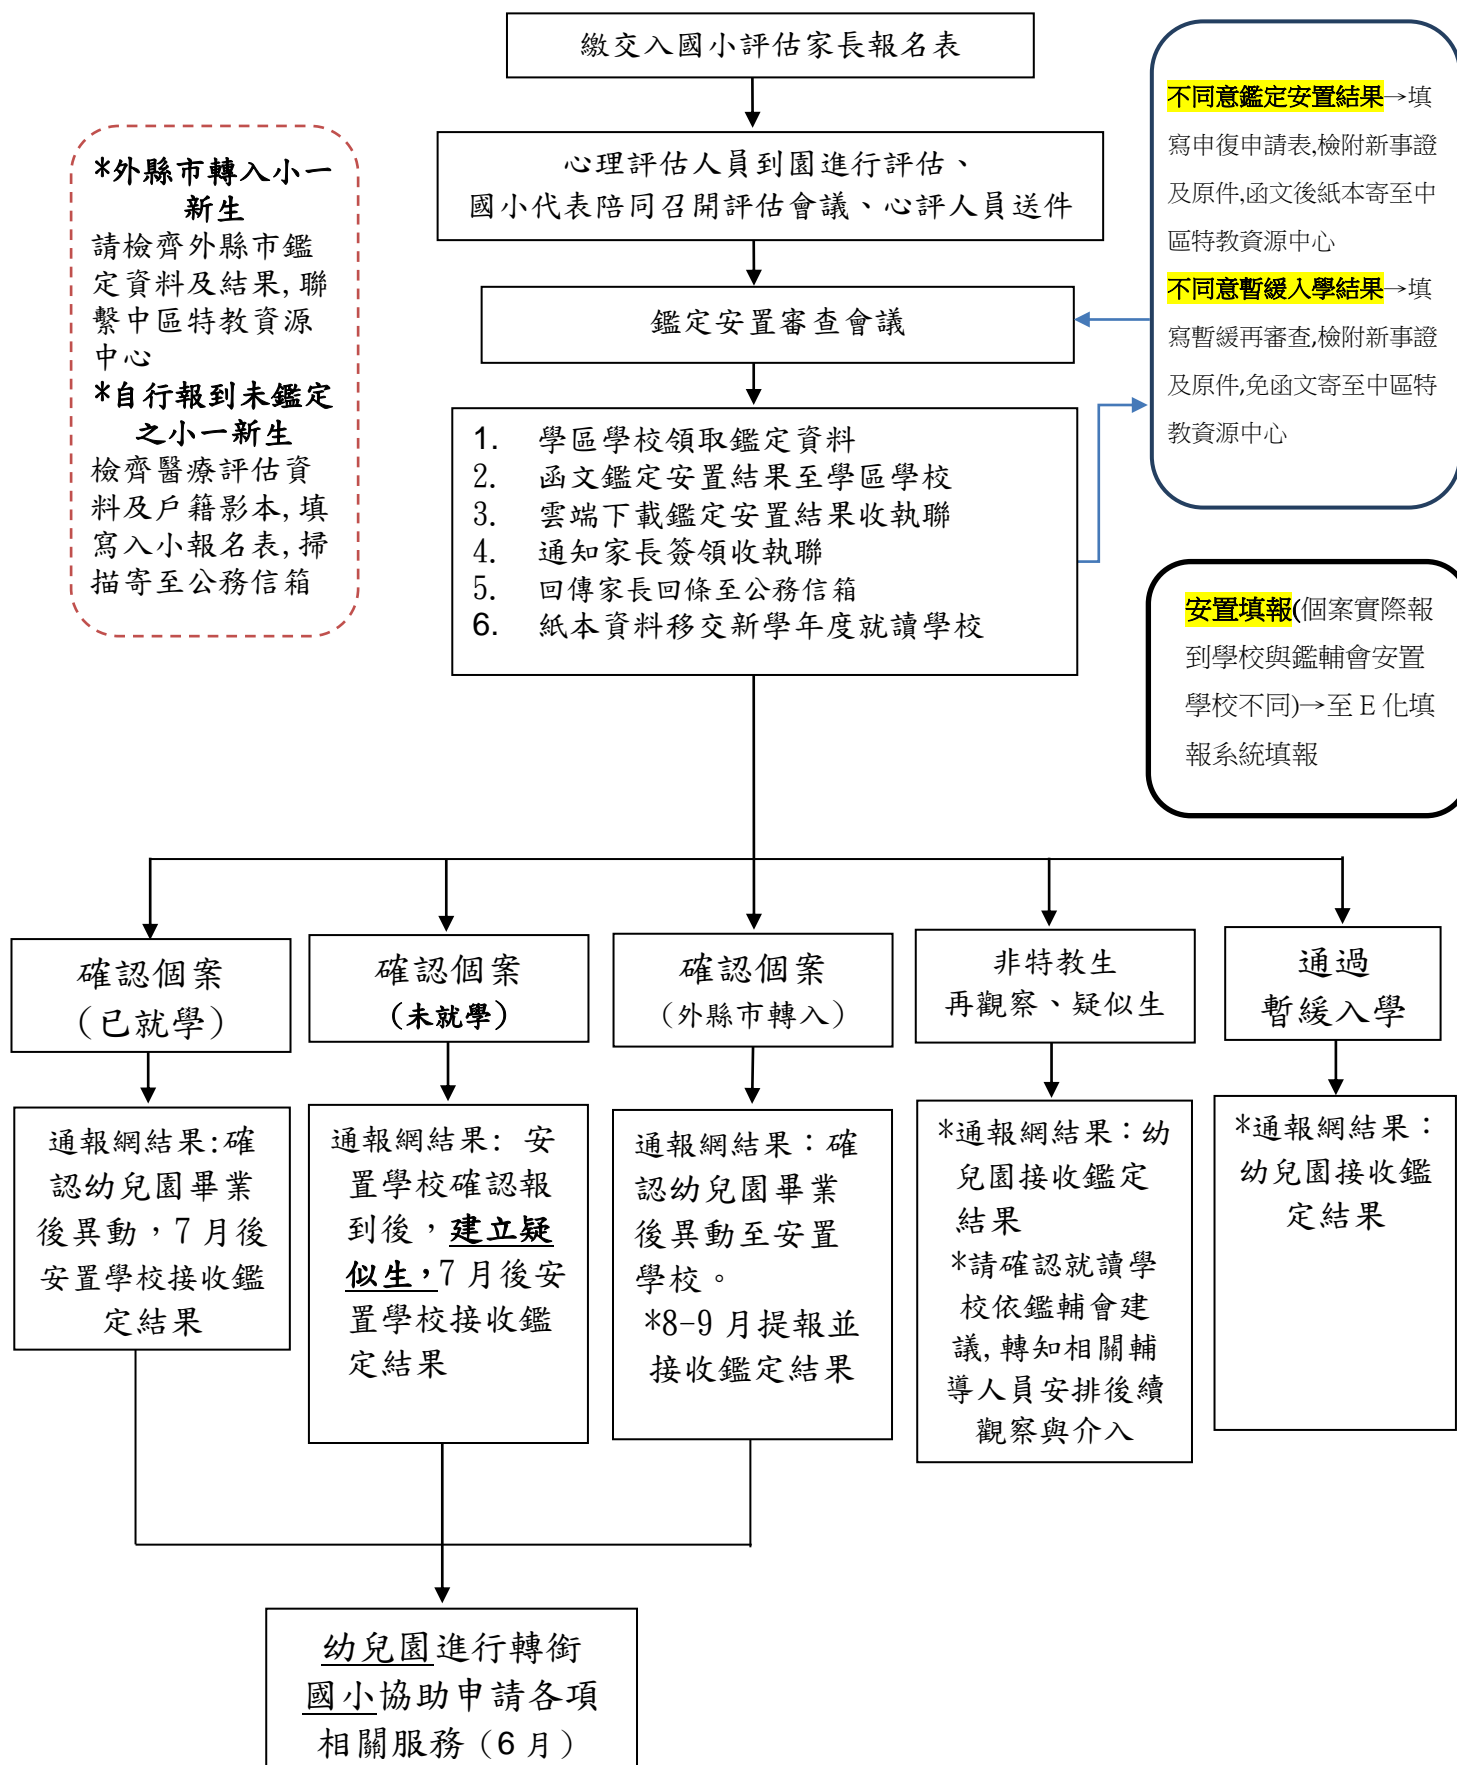 繳交入國小評估家長報名表
心理評估人員到園進行評估、
國小代表陪同召開評估會議、心評人員送件
鑑定安置審查會議
1. 學區學校領取鑑定資料
2. 函文鑑定安置結果至學區學校
3. 雲端下載鑑定安置結果收執聯
4. 通知家長簽領收執聯
5. 回傳家長回條至公務信箱
6. 紙本資料移交新學年度就讀學校
*外縣市轉入小一
新生
請檢齊外縣市鑑
定資料及結果,聯
繫中區特教資源
中心
*自行報到未鑑定
之小一新生
檢齊醫療評估資
料及戶籍影本,填
寫入小報名表,掃
描寄至公務信箱
不同意鑑定安置結果→填
寫申復申請表,檢附新事證
及原件,函文後紙本寄至中
區特教資源中心
不同意暫緩入學結果→填
寫暫緩再審查,檢附新事證
及原件,免函文寄至中區特
教資源中心
安置填報(個案實際報
到學校與鑑輔會安置
學校不同)→至 E 化填
報系統填報
確認個案
(已就學)
確認個案
(未就學)
確認個案
(外縣市轉入)
非特教生
再觀察、疑似生
通過
暫緩入學
通報網結果:確
認幼兒園畢業
後異動，7 月後
安置學校接收鑑
定結果
通報網結果: 安
置學校確認報
到後，建立疑
似生，7 月後安
置學校接收鑑
定結果
通報網結果：確
認幼兒園畢業
後異動至安置
學校。
*8-9 月提報並
接收鑑定結果
*通報網結果：幼
兒園接收鑑定
結果
*請確認就讀學
校依鑑輔會建
議,轉知相關輔
導人員安排後續
觀察與介入
*通報網結果：
幼兒園接收鑑
定結果
幼兒園進行轉銜
國小協助申請各項
相關服務（6 月）